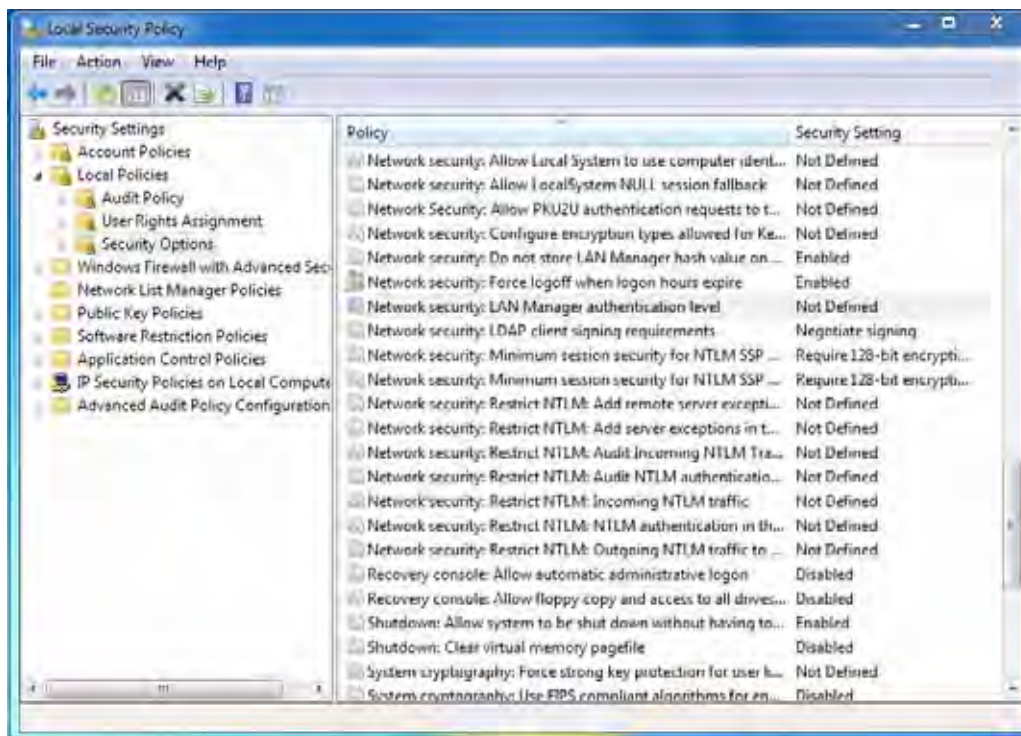 Local Security Policy
File Action View Help
Security Settings
Account Policies
Local Policies
Audit Policy
User Rights Assignment
Security Options
Windows Firewall with Advanced Sec
Network List Manager Policies
Public Key Policies
Software Restriction Policies
Application Control Policies
IP Security Policies on Local Compute
Advanced Audit Policy Configuration
Policy Security Setting
Network security: Allow Local System to use computer ident... Not Defined
Network security: Allow LocalSystem NULL session fallback Not Defined
Network Security: Allow PKU2U authentication requests to t... Not Defined
Network security: Configure encryption types allowed for Ke... Not Defined
Network security: Do not store LAN Manager hash value on ... Enabled
Network security: Force logoff when logon hours expire Enabled
Network security: LAN Manager authentication level Not Defined
Network security: LDAP client signing requirements Negotiate signing
Network security: Minimum session security for NTLM SSP ... Require 128-bit encrypti...
Network security: Minimum session security for NTLM SSP ... Require 128-bit encrypti...
Network security: Restrict NTLM: Add remote server excepti... Not Defined
Network security: Restrict NTLM: Add server exceptions in t... Not Defined
Network security: Restrict NTLM: Audit Incoming NTLM Tra... Not Defined
Network security: Restrict NTLM: Audit NTLM authenticatio... Not Defined
Network security: Restrict NTLM: Incoming NTLM traffic Not Defined
Network security: Restrict NTLM: NTLM authentication in th... Not Defined
Network security: Restrict NTLM: Outgoing NTLM traffic to ... Not Defined
Recovery console: Allow automatic administrative logon Disabled
Recovery console: Allow floppy copy and access to all drives... Disabled
Shutdown: Allow system to be shut down without having to... Enabled
Shutdown: Clear virtual memory pagefile Disabled
System cryptography: Force strong key protection for user k... Not Defined
System cryptography: Use FIPS compliant algorithms for en... Disabled